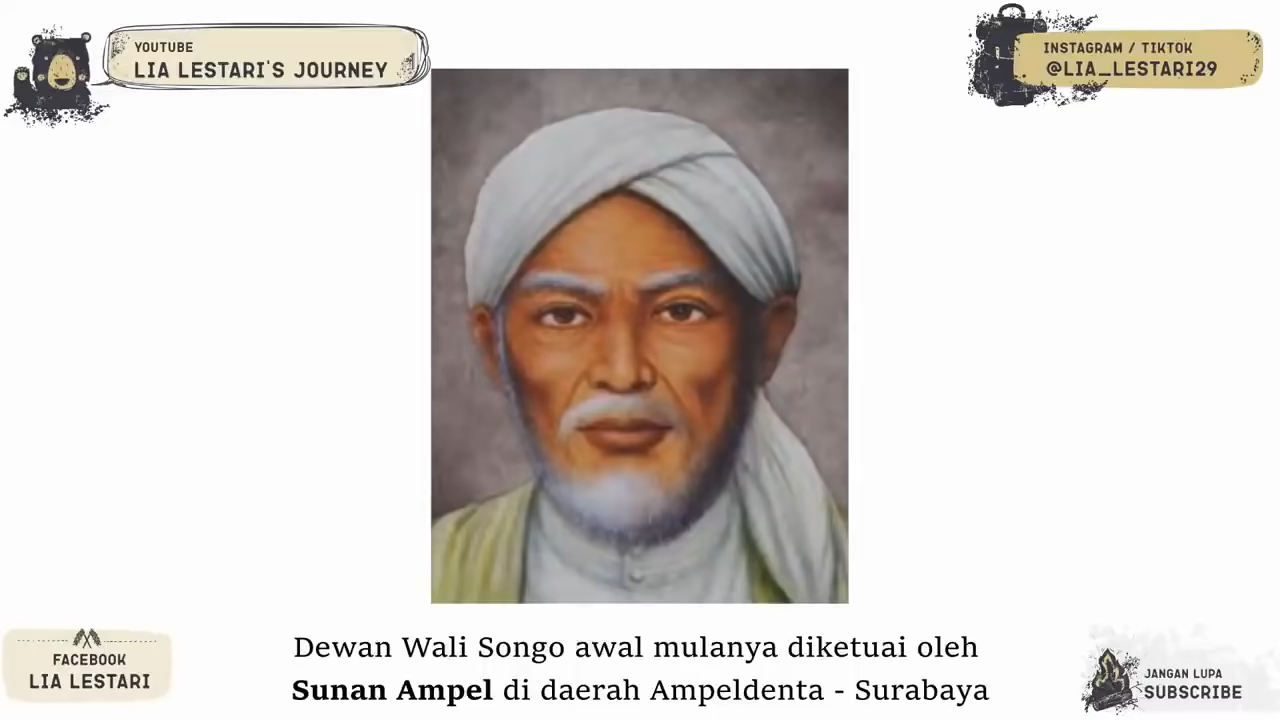 YOUTUBE
LIA LESTARI'S JOURNEY
INSTAGRAM / TIKTOK
@LIA_LESTARI29
Dewan Wali Songo awal mulanya diketuai oleh
Sunan Ampel di daerah Ampeldenta - Surabaya
FACEBOOK
LIA LESTARI
JANGAN LUPA
SUBSCRIBE